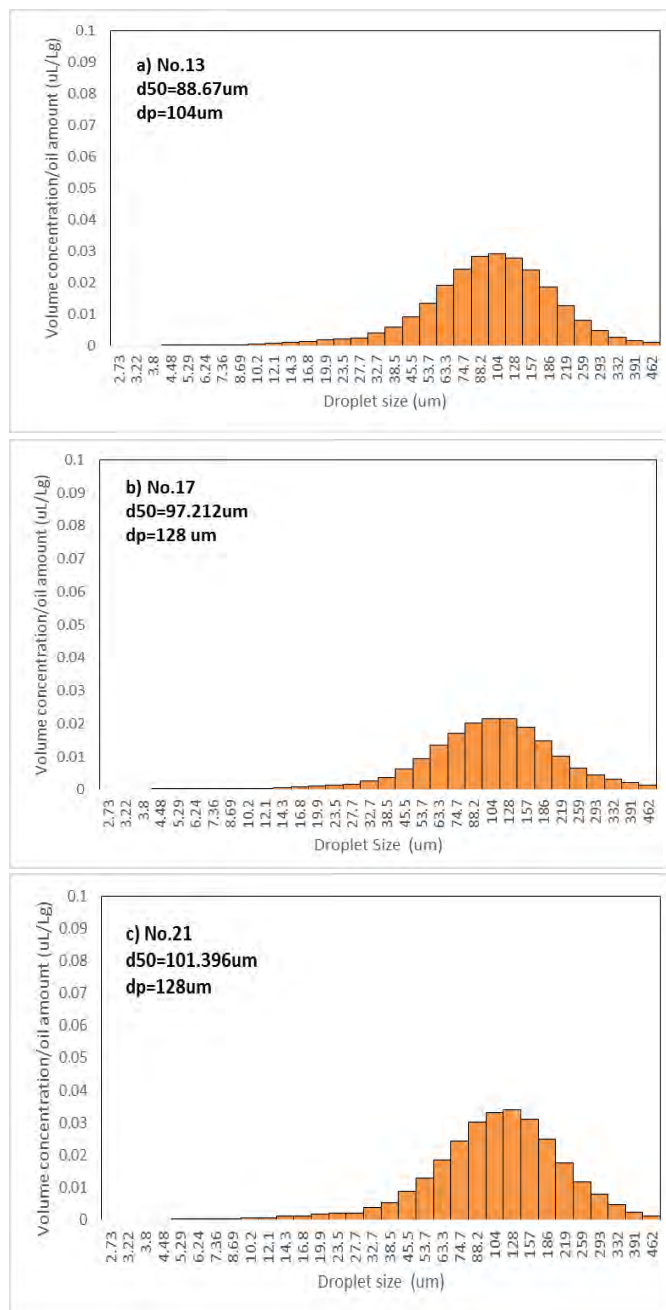 Volume concentration/oil amount (uL/Lg)
0.1
0.09
0.08
0.07
0.06
0.05
0.04
0.03
0.02
0.01
0
a) No.13
d50=88.67um
dp=104um
2.73 3.22 3.8 4.48 5.29 6.24 7.36 8.69 10.2 12.1 14.3 16.8 19.9 23.5 27.7 32.7 38.5 45.5 53.7 63.3 74.7 88.2 104 128 157 186 219 259 293 332 391 462
Droplet size (um)
Volume concentration/oil amount (uL/Lg)
0.1
0.09
0.08
0.07
0.06
0.05
0.04
0.03
0.02
0.01
0
b) No.17
d50=97.212um
dp=128 um
2.73 3.22 3.8 4.48 5.29 6.24 7.36 8.69 10.2 12.1 14.3 16.8 19.9 23.5 27.7 32.7 38.5 45.5 53.7 63.3 74.7 88.2 104 128 157 186 219 259 293 332 391 462
Droplet Size (um)
Volume concentration/oil amount (uL/Lg)
0.1
0.09
0.08
0.07
0.06
0.05
0.04
0.03
0.02
0.01
0
c) No.21
d50=101.396um
dp=128um
2.73 3.22 3.8 4.48 5.29 6.24 7.36 8.69 10.2 12.1 14.3 16.8 19.9 23.5 27.7 32.7 38.5 45.5 53.7 63.3 74.7 88.2 104 128 157 186 219 259 293 332 391 462
Droplet size (um)